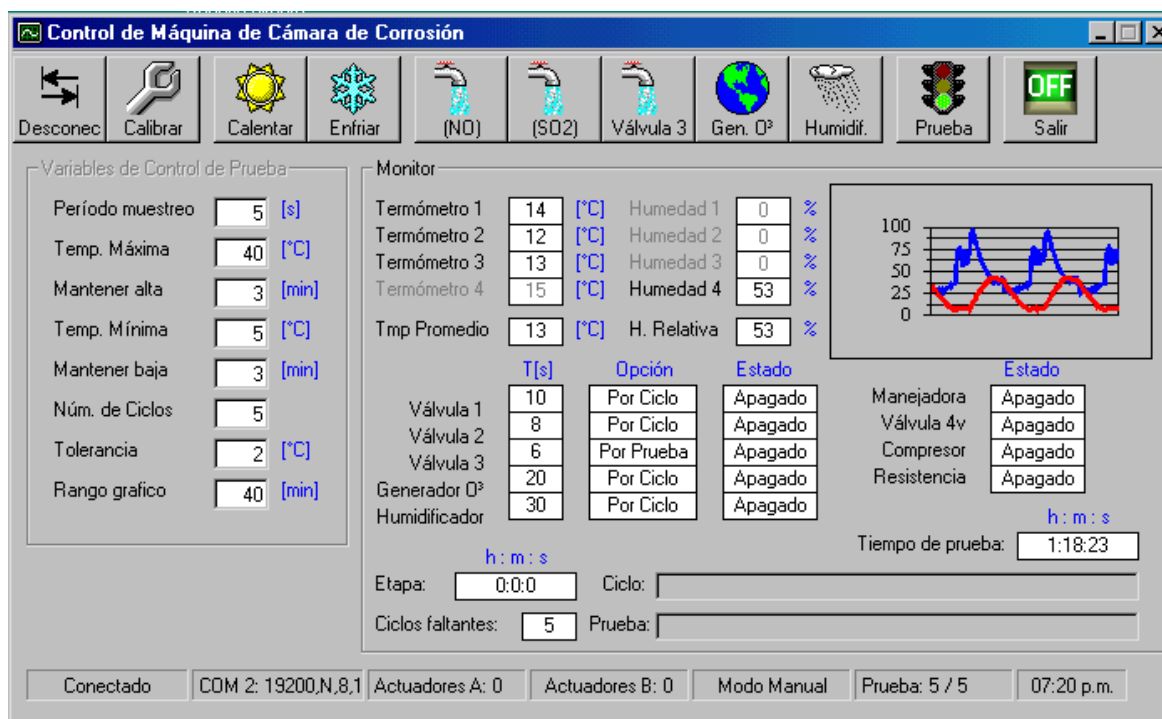 Control de Máquina de Cámara de Corrosión
Desconec Calibrar Calentar Enfriar (NO) (SO2) Válvula 3 Gen. O³ Humidif. Prueba OFF Salir
Variables de Control de Prueba
Período muestreo 5 [s]
Temp. Máxima 40 [°C]
Mantener alta 3 [min]
Temp. Mínima 5 [°C]
Mantener baja 3 [min]
Núm. de Ciclos 5
Tolerancia 2 [°C]
Rango grafico 40 [min]
Monitor
Termómetro 1 14 [°C] Humedad 1 0 %
Termómetro 2 12 [°C] Humedad 2 0 %
Termómetro 3 13 [°C] Humedad 3 0 %
Termómetro 4 15 [°C] Humedad 4 53 %
Tmp Promedio 13 [°C] H. Relativa 53 %
100
75
50
25
0
T[s] Opción Estado
Válvula 1 10 Por Ciclo Apagado
Válvula 2 8 Por Ciclo Apagado
Válvula 3 6 Por Prueba Apagado
Generador O³ 20 Por Ciclo Apagado
Humidificador 30 Por Ciclo Apagado
Estado
Manejadora Apagado
Válvula 4v Apagado
Compresor Apagado
Resistencia Apagado
h : m : s
Tiempo de prueba: 1:18:23
h : m : s
Etapa: 0:0:0 Ciclo:
Ciclos faltantes: 5 Prueba:
Conectado COM 2: 19200,N,8,1 Actuadores A: 0 Actuadores B: 0 Modo Manual Prueba: 5 / 5 07:20 p.m.